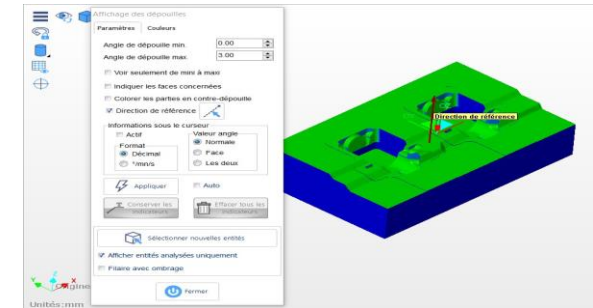 Affichage des dépouilles
Paramètres Couleurs
Angle de dépouille min. 0.00
Angle de dépouille max. 3.00
Voir seulement de mini à maxi
Indiquer les faces concernées
Colorer les parties en contre-dépouille
Direction de référence
Informations sous le curseur
Actif
Valeur angle
Format
Normale
Décimal
Face
°/mn/s
Les deux
Appliquer
Auto
Conserver les indicateurs
Effacer tous les indicateurs
Sélectionner nouvelles entités
Afficher entités analysées uniquement
Filaire avec ombrage
Fermer
Direction de référence
Unités:mm